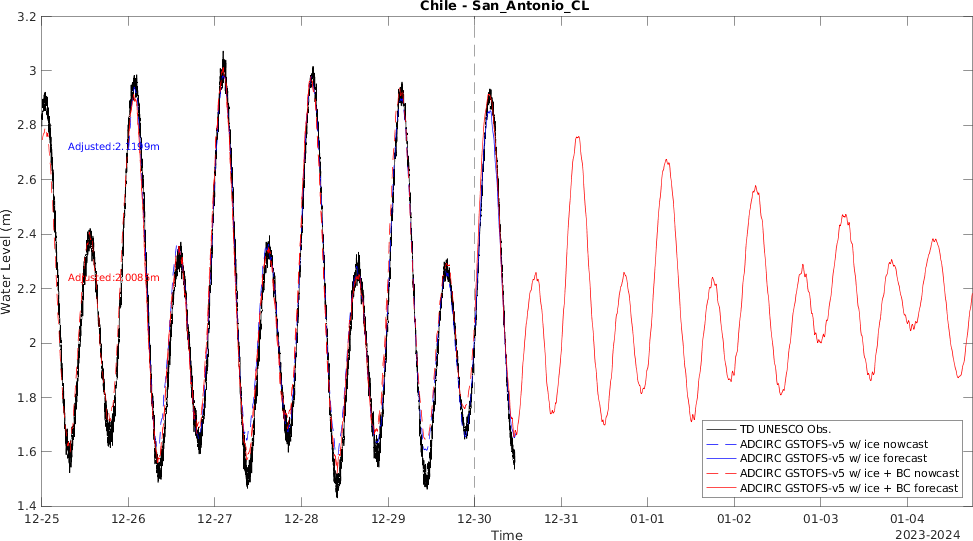 Chile - San_Antonio_CL
Water Level (m)
3.2
3
2.8
2.6
2.4
2.2
2
1.8
1.6
1.4
Adjusted:2.1199m
Adjusted:2.0085m
TD UNESCO Obs.
ADCIRC GSTOFS-v5 w/ ice nowcast
ADCIRC GSTOFS-v5 w/ ice forecast
ADCIRC GSTOFS-v5 w/ ice + BC nowcast
ADCIRC GSTOFS-v5 w/ ice + BC forecast
12-25 12-26 12-27 12-28 12-29 12-30 12-31 01-01 01-02 01-03 01-04
Time
2023-2024